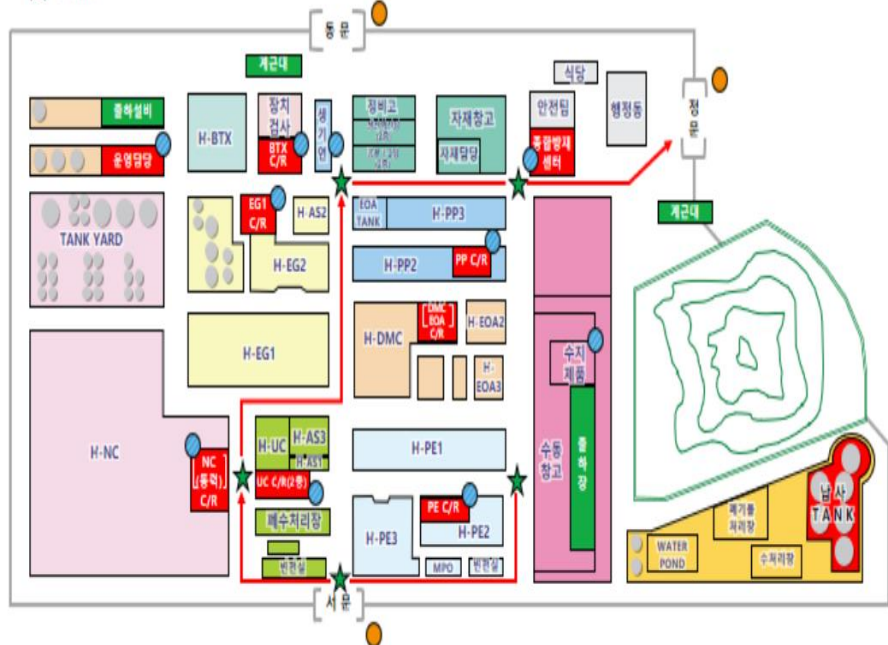 동문
계근대
식당
출하설비
H-BTX
장치
검사
BTX
C/R
생
기
연
정비고
자재창고
자재담당
안전팀
종합방재
센터
행정동
정
문
운영담당
TANK YARD
EG1
C/R
H-AS2
H-EG2
EOA
TANK
H-PP3
H-PP2
PP C/R
계근대
H-EG1
H-DMC
DMC
EOA
C/R
H-EOA2
H-
EOA3
수지
제품
수동
창고
출
하
장
H-NC
NC
(동력)
C/R
H-UC
H-AS3
H-AS1
UC C/R(2층)
폐수처리장
변전실
H-PE1
H-PE3
PE C/R
H-PE2
MPO
변전실
납사
TANK
폐기물
처리장
WATER
POND
수처리장
서문